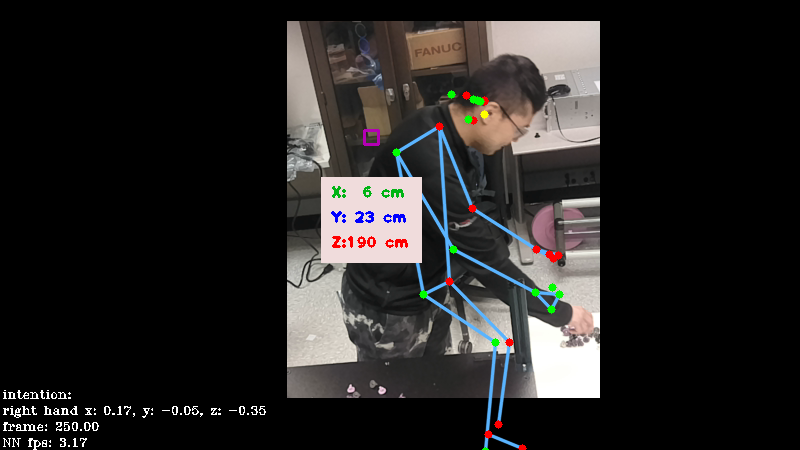 FANUC
X: 6 cm
Y: 23 cm
Z:190 cm
intention:
right hand x: 0.17, y: -0.05, z: -0.35
frame: 250.00
NN fps: 3.17